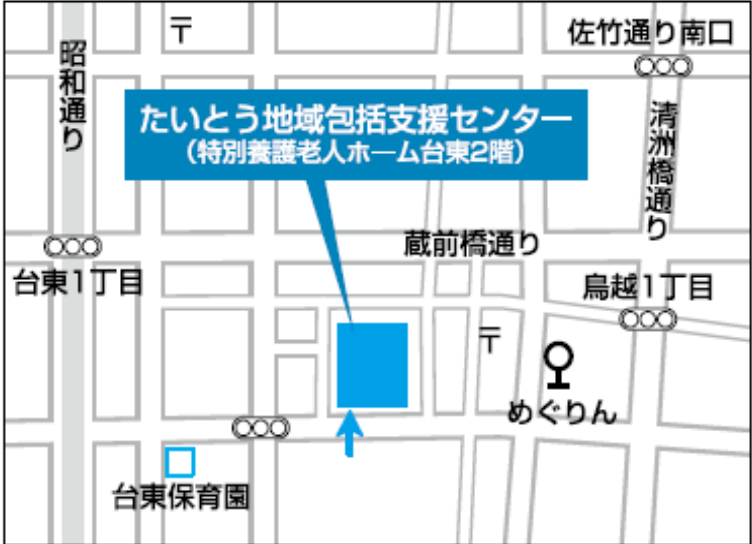 〒
佐竹通り南口
昭和通り
たいとう地域包括支援センター
（特別養護老人ホーム台東2階）
清洲橋通り
蔵前橋通り
台東1丁目
鳥越1丁目
〒
めぐりん
台東保育園